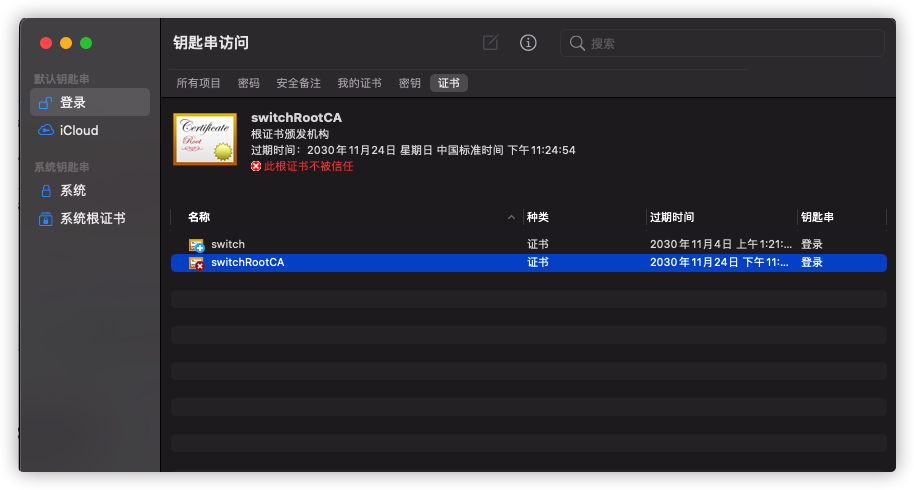 钥匙串访问
搜索
默认钥匙串
登录
iCloud
系统钥匙串
系统
系统根证书
所有项目 密码 安全备注 我的证书 密钥 证书
Certificate
Root
switchRootCA
根证书颁发机构
过期时间：2030年11月24日 星期日 中国标准时间 下午11:24:54
此根证书不被信任
名称 种类 过期时间 钥匙串
switch 证书 2030年11月4日 上午1:21:... 登录
switchRootCA 证书 2030年11月24日 下午11:... 登录